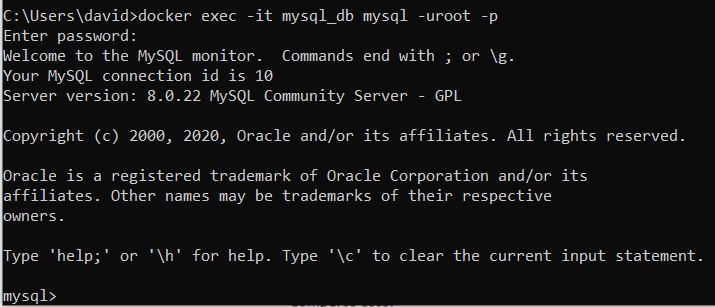 C:\Users\david>docker exec -it mysql_db mysql -uroot -p
Enter password:
Welcome to the MySQL monitor.  Commands end with ; or \g.
Your MySQL connection id is 10
Server version: 8.0.22 MySQL Community Server - GPL
Copyright (c) 2000, 2020, Oracle and/or its affiliates. All rights reserved.
Oracle is a registered trademark of Oracle Corporation and/or its
affiliates. Other names may be trademarks of their respective
owners.
Type 'help;' or '\h' for help. Type '\c' to clear the current input statement.
mysql>